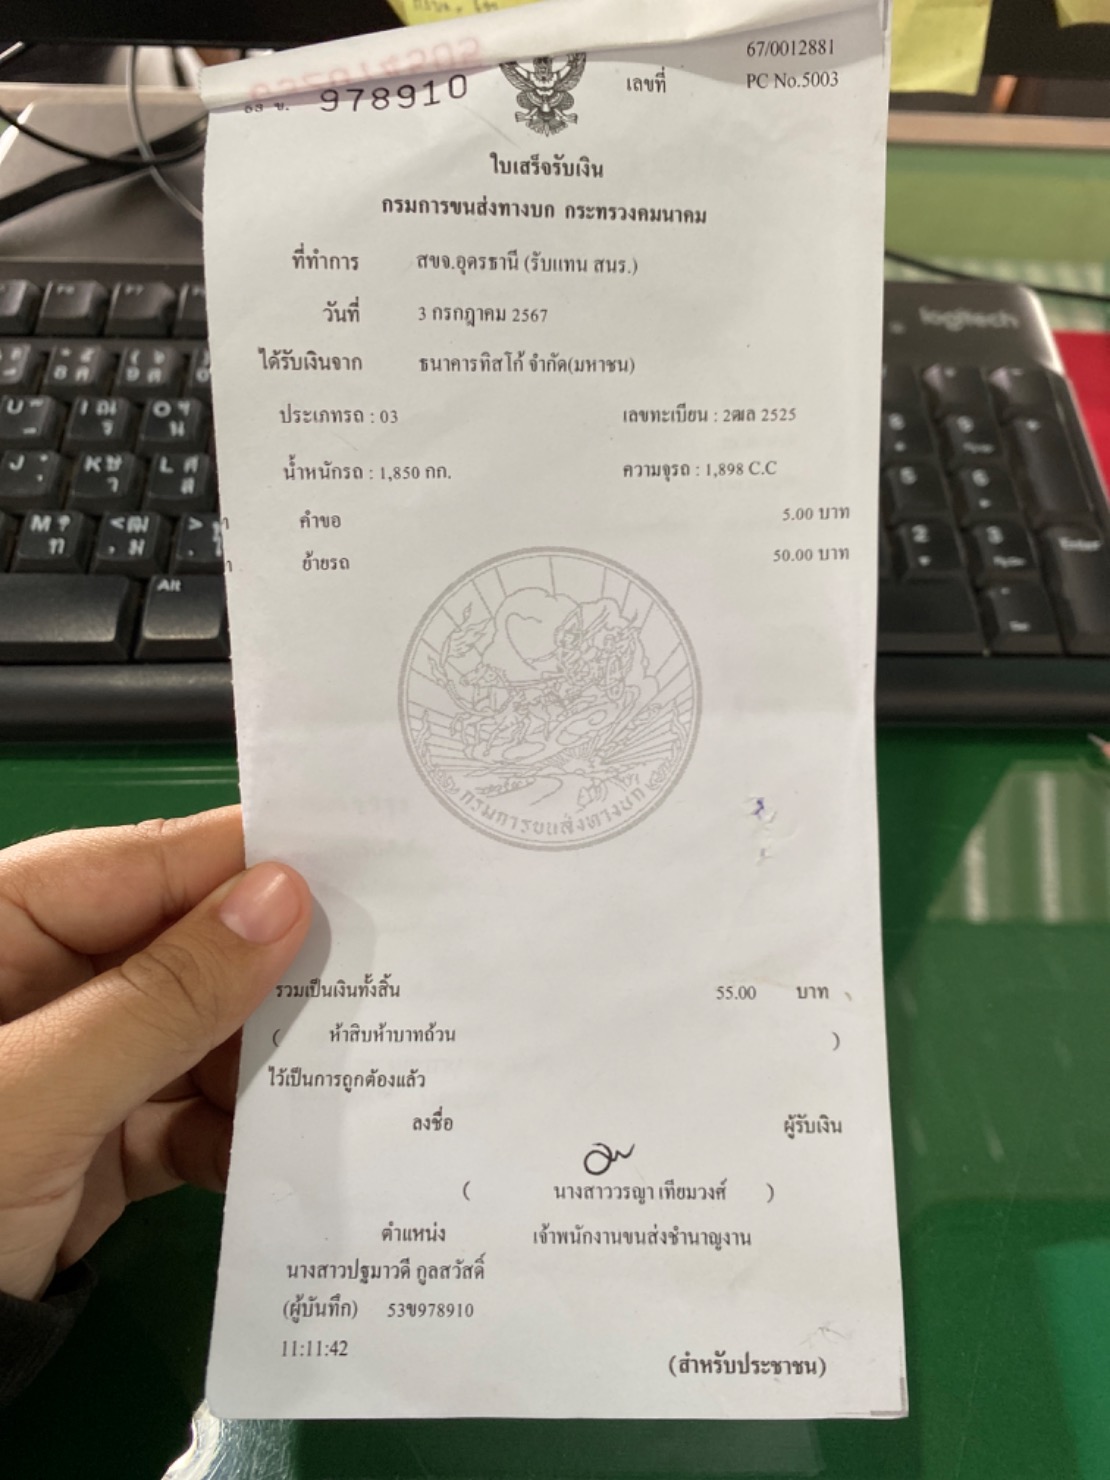 67/0012881
978910 เลขที่ PC No.5003
ใบเสร็จรับเงิน
กรมการขนส่งทางบก กระทรวงคมนาคม
ที่ทำการ สขจ.อุดรธานี (รับแทน สนร.)
วันที่ 3 กรกฎาคม 2567
ได้รับเงินจาก ธนาคารทิสโก้ จำกัด(มหาชน)
ประเภทรถ : 03 เลขทะเบียน : 2ฒล 2525
น้ำหนักรถ : 1,850 กก. ความจุรถ : 1,898 C.C
คำขอ 5.00 บาท
ย้ายรถ 50.00 บาท
กรมการขนส่งทางบก
รวมเป็นเงินทั้งสิ้น 55.00 บาท
( ห้าสิบห้าบาทถ้วน )
ไว้เป็นการถูกต้องแล้ว
ลงชื่อ ผู้รับเงิน
( นางสาววรญา เทียมวงศ์ )
ตำแหน่ง เจ้าพนักงานขนส่งชำนาญงาน
นางสาวปฐมาวดี กูลสวัสดิ์
(ผู้บันทึก) 53ข978910
11:11:42
(สำหรับประชาชน)
logitech
Alt
Enter